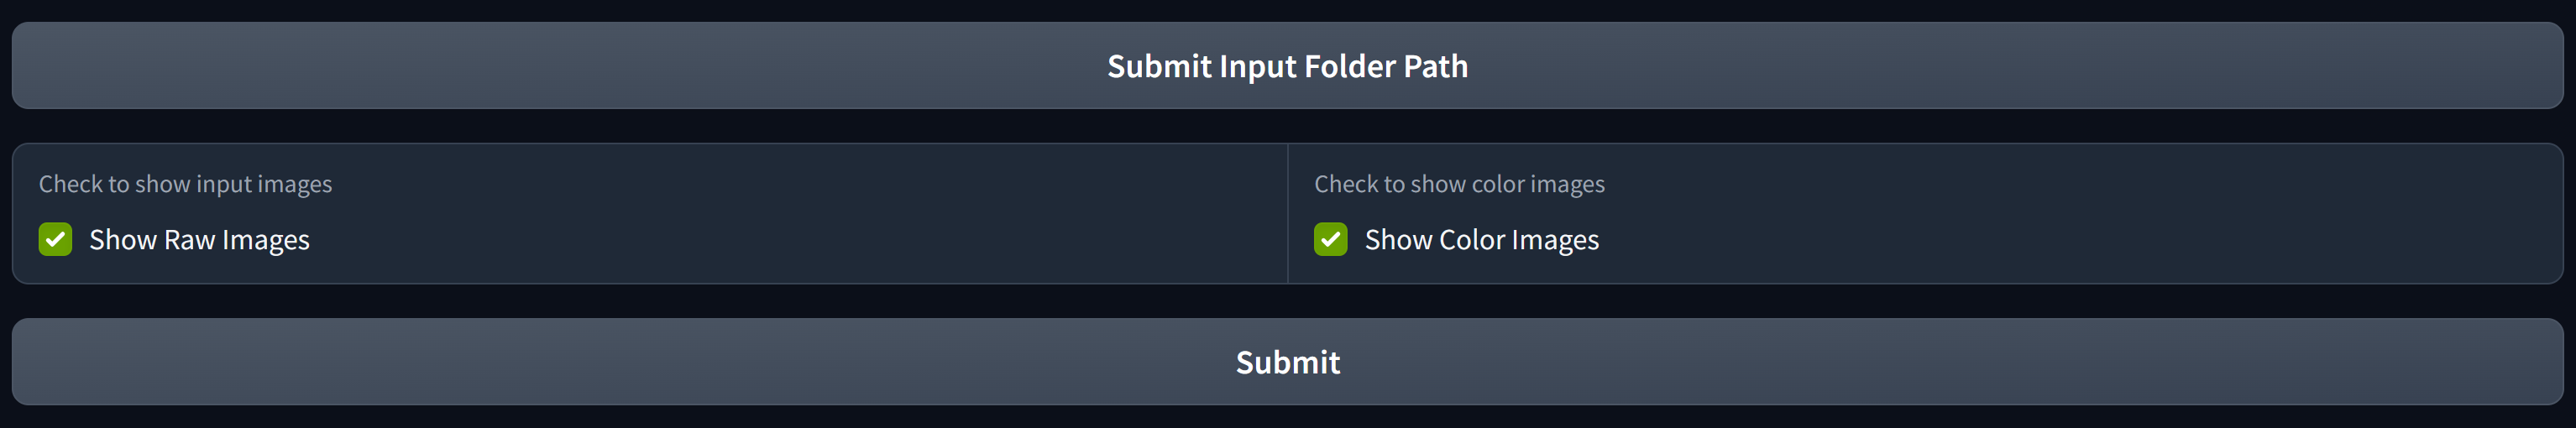 Submit Input Folder Path
Check to show input images
Show Raw Images
Check to show color images
Show Color Images
Submit